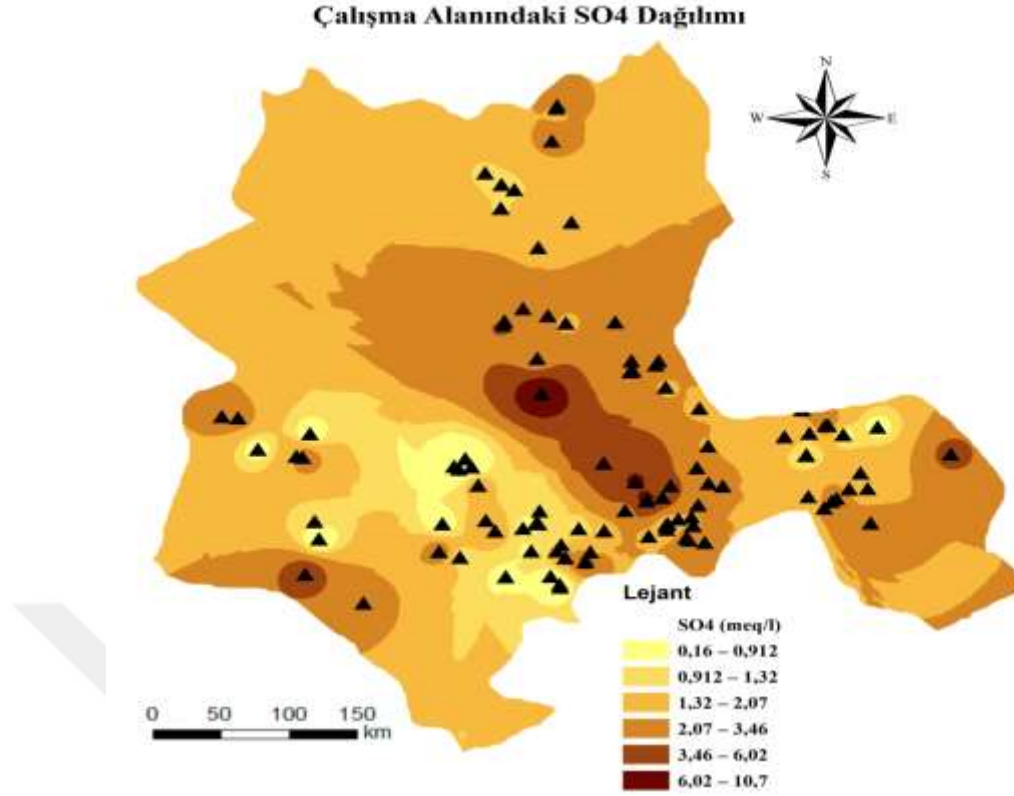 Çalışma Alanındaki SO4 Dağılımı
N
W E
S
Lejant
SO4 (meq/l)
0,16 – 0,912
0,912 – 1,32
1,32 – 2,07
2,07 – 3,46
3,46 – 6,02
6,02 – 10,7
0 50 100 150
km